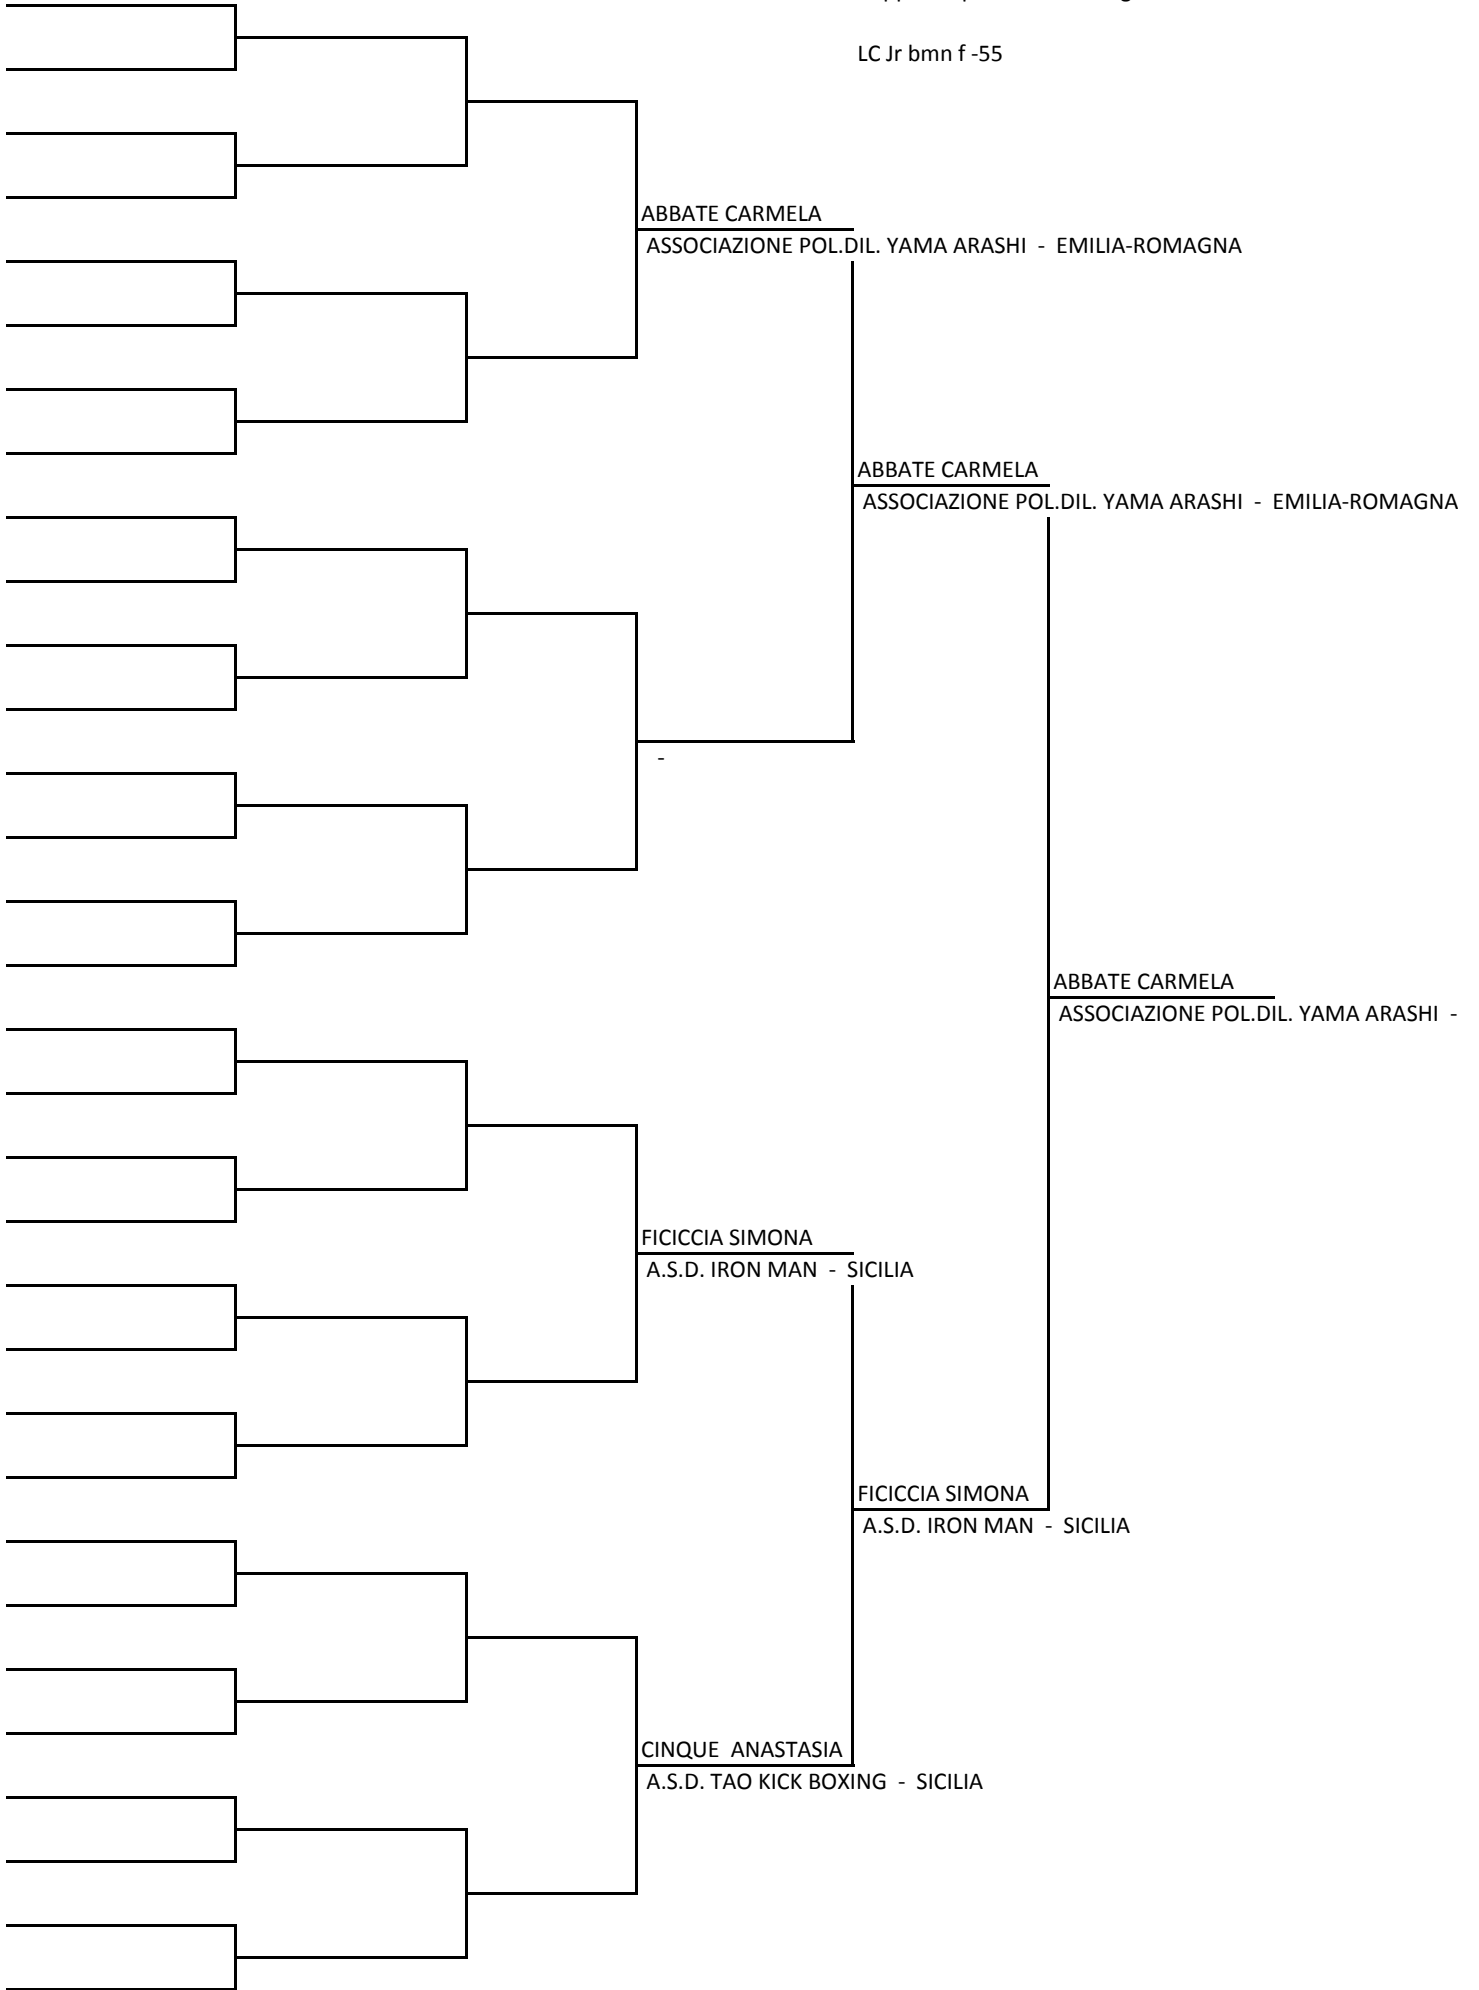 LC Jr bmn f -55
ABBATE CARMELA
ASSOCIAZIONE POL.DIL. YAMA ARASHI - EMILIA-ROMAGNA
ABBATE CARMELA
ASSOCIAZIONE POL.DIL. YAMA ARASHI - EMILIA-ROMAGNA
-
ABBATE CARMELA
ASSOCIAZIONE POL.DIL. YAMA ARASHI -
FICICCIA SIMONA
A.S.D. IRON MAN - SICILIA
FICICCIA SIMONA
A.S.D. IRON MAN - SICILIA
CINQUE ANASTASIA
A.S.D. TAO KICK BOXING - SICILIA